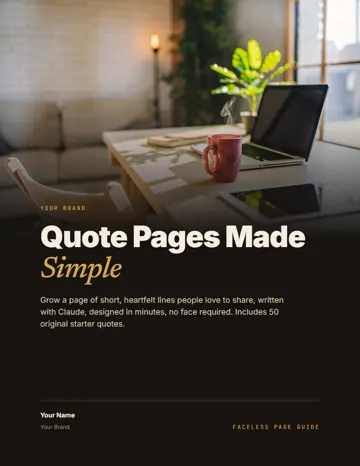 YOUR BRAND
Quote Pages Made
Simple
Grow a page of short, heartfelt lines people love to share, written
with Claude, designed in minutes, no face required. Includes 50
original starter quotes.
Your Name
Your Brand
FACELESS PAGE GUIDE